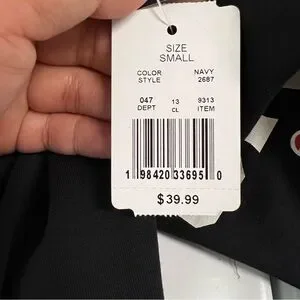 SIZE
SMALL
COLOR NAVY
STYLE 2687
047 13 9313
DEPT CL ITEM
1 98420 33695 0
$39.99